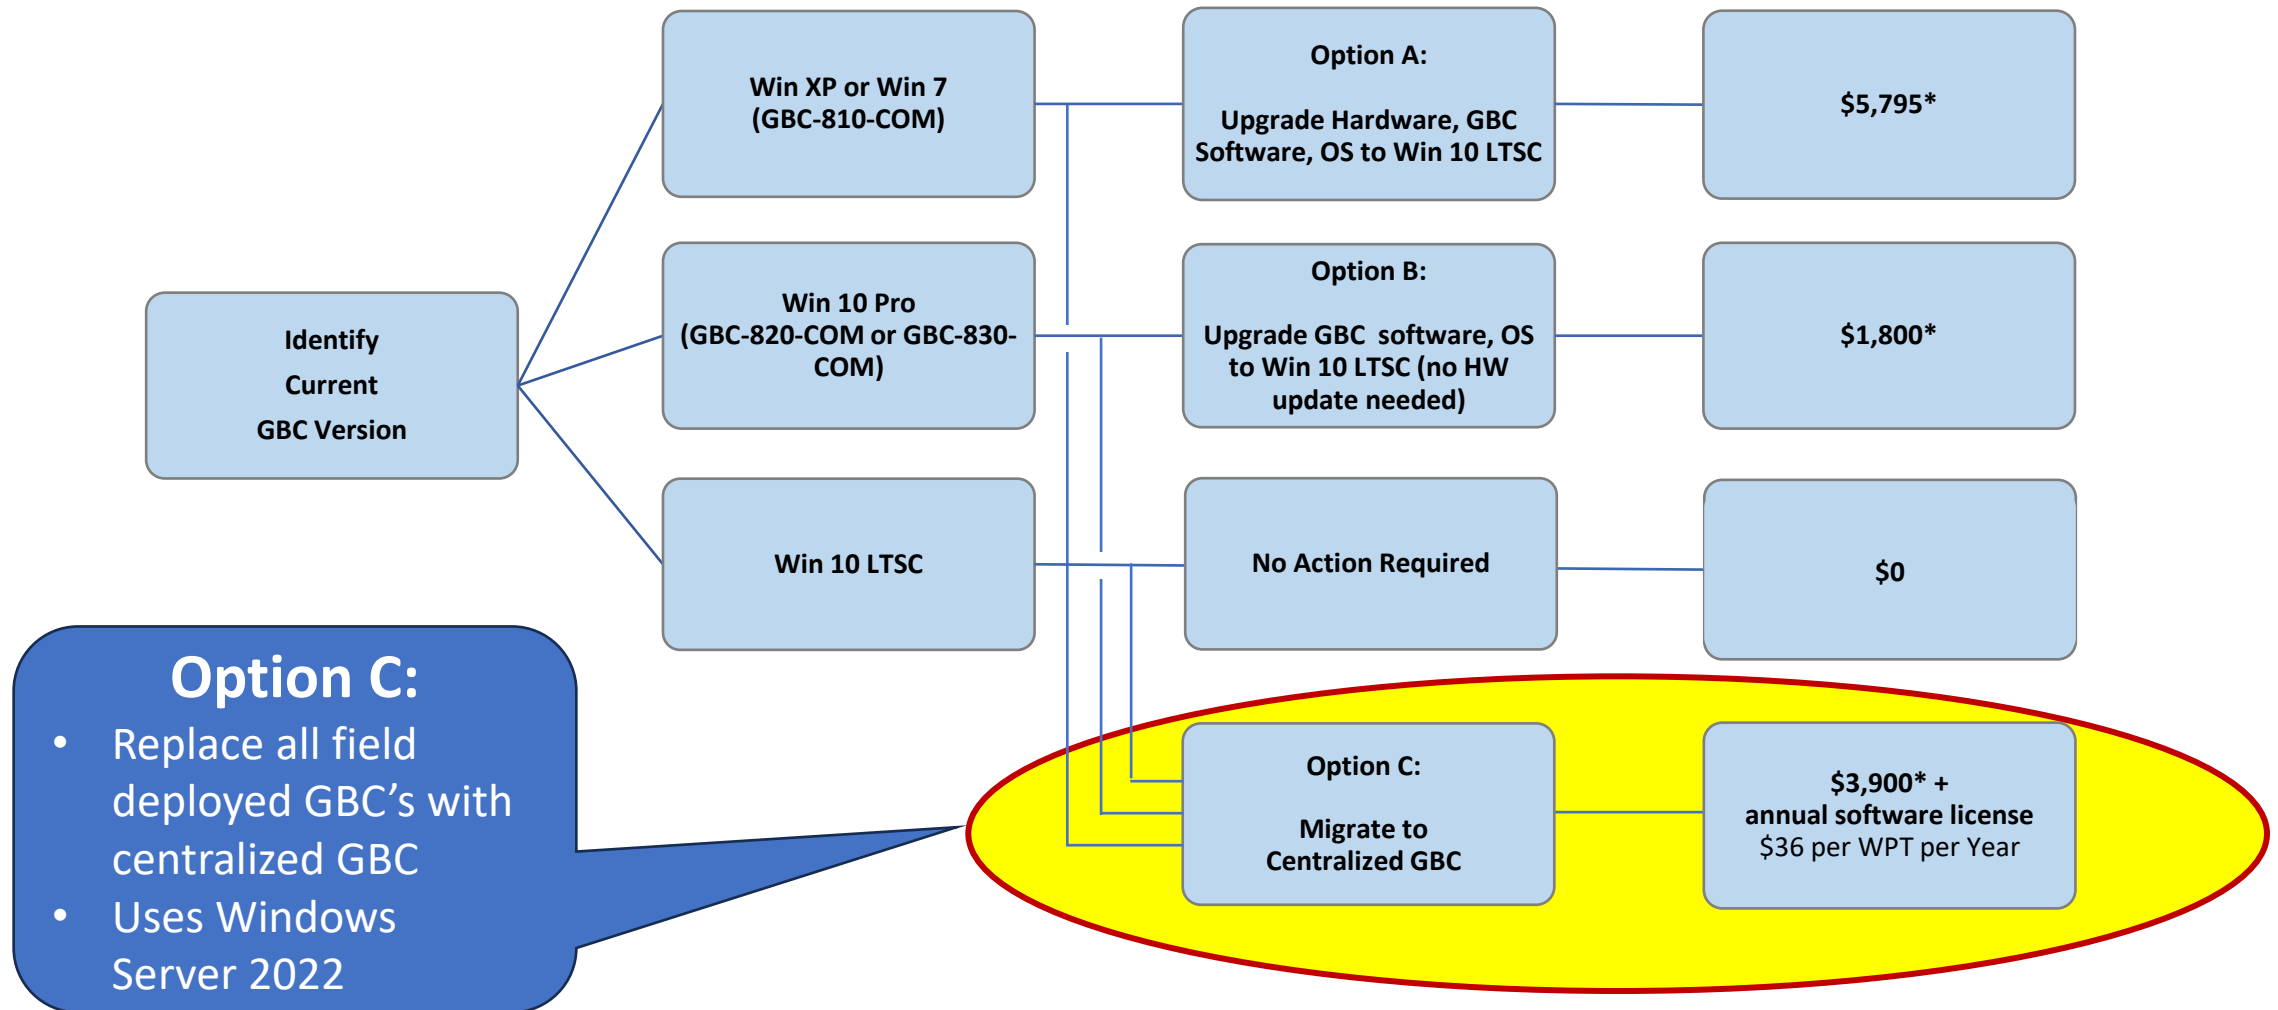 Identify
Current
GBC Version
Win XP or Win 7
(GBC-810-COM)
Option A:
Upgrade Hardware, GBC
Software, OS to Win 10 LTSC
$5,795*
Win 10 Pro
(GBC-820-COM or GBC-830-
COM)
Option B:
Upgrade GBC  software, OS
to Win 10 LTSC (no HW
update needed)
$1,800*
Win 10 LTSC
No Action Required
$0
Option C:
• Replace all field
deployed GBC’s with
centralized GBC
• Uses Windows
Server 2022
Option C:
Migrate to
Centralized GBC
$3,900* +
annual software license
$36 per WPT per Year